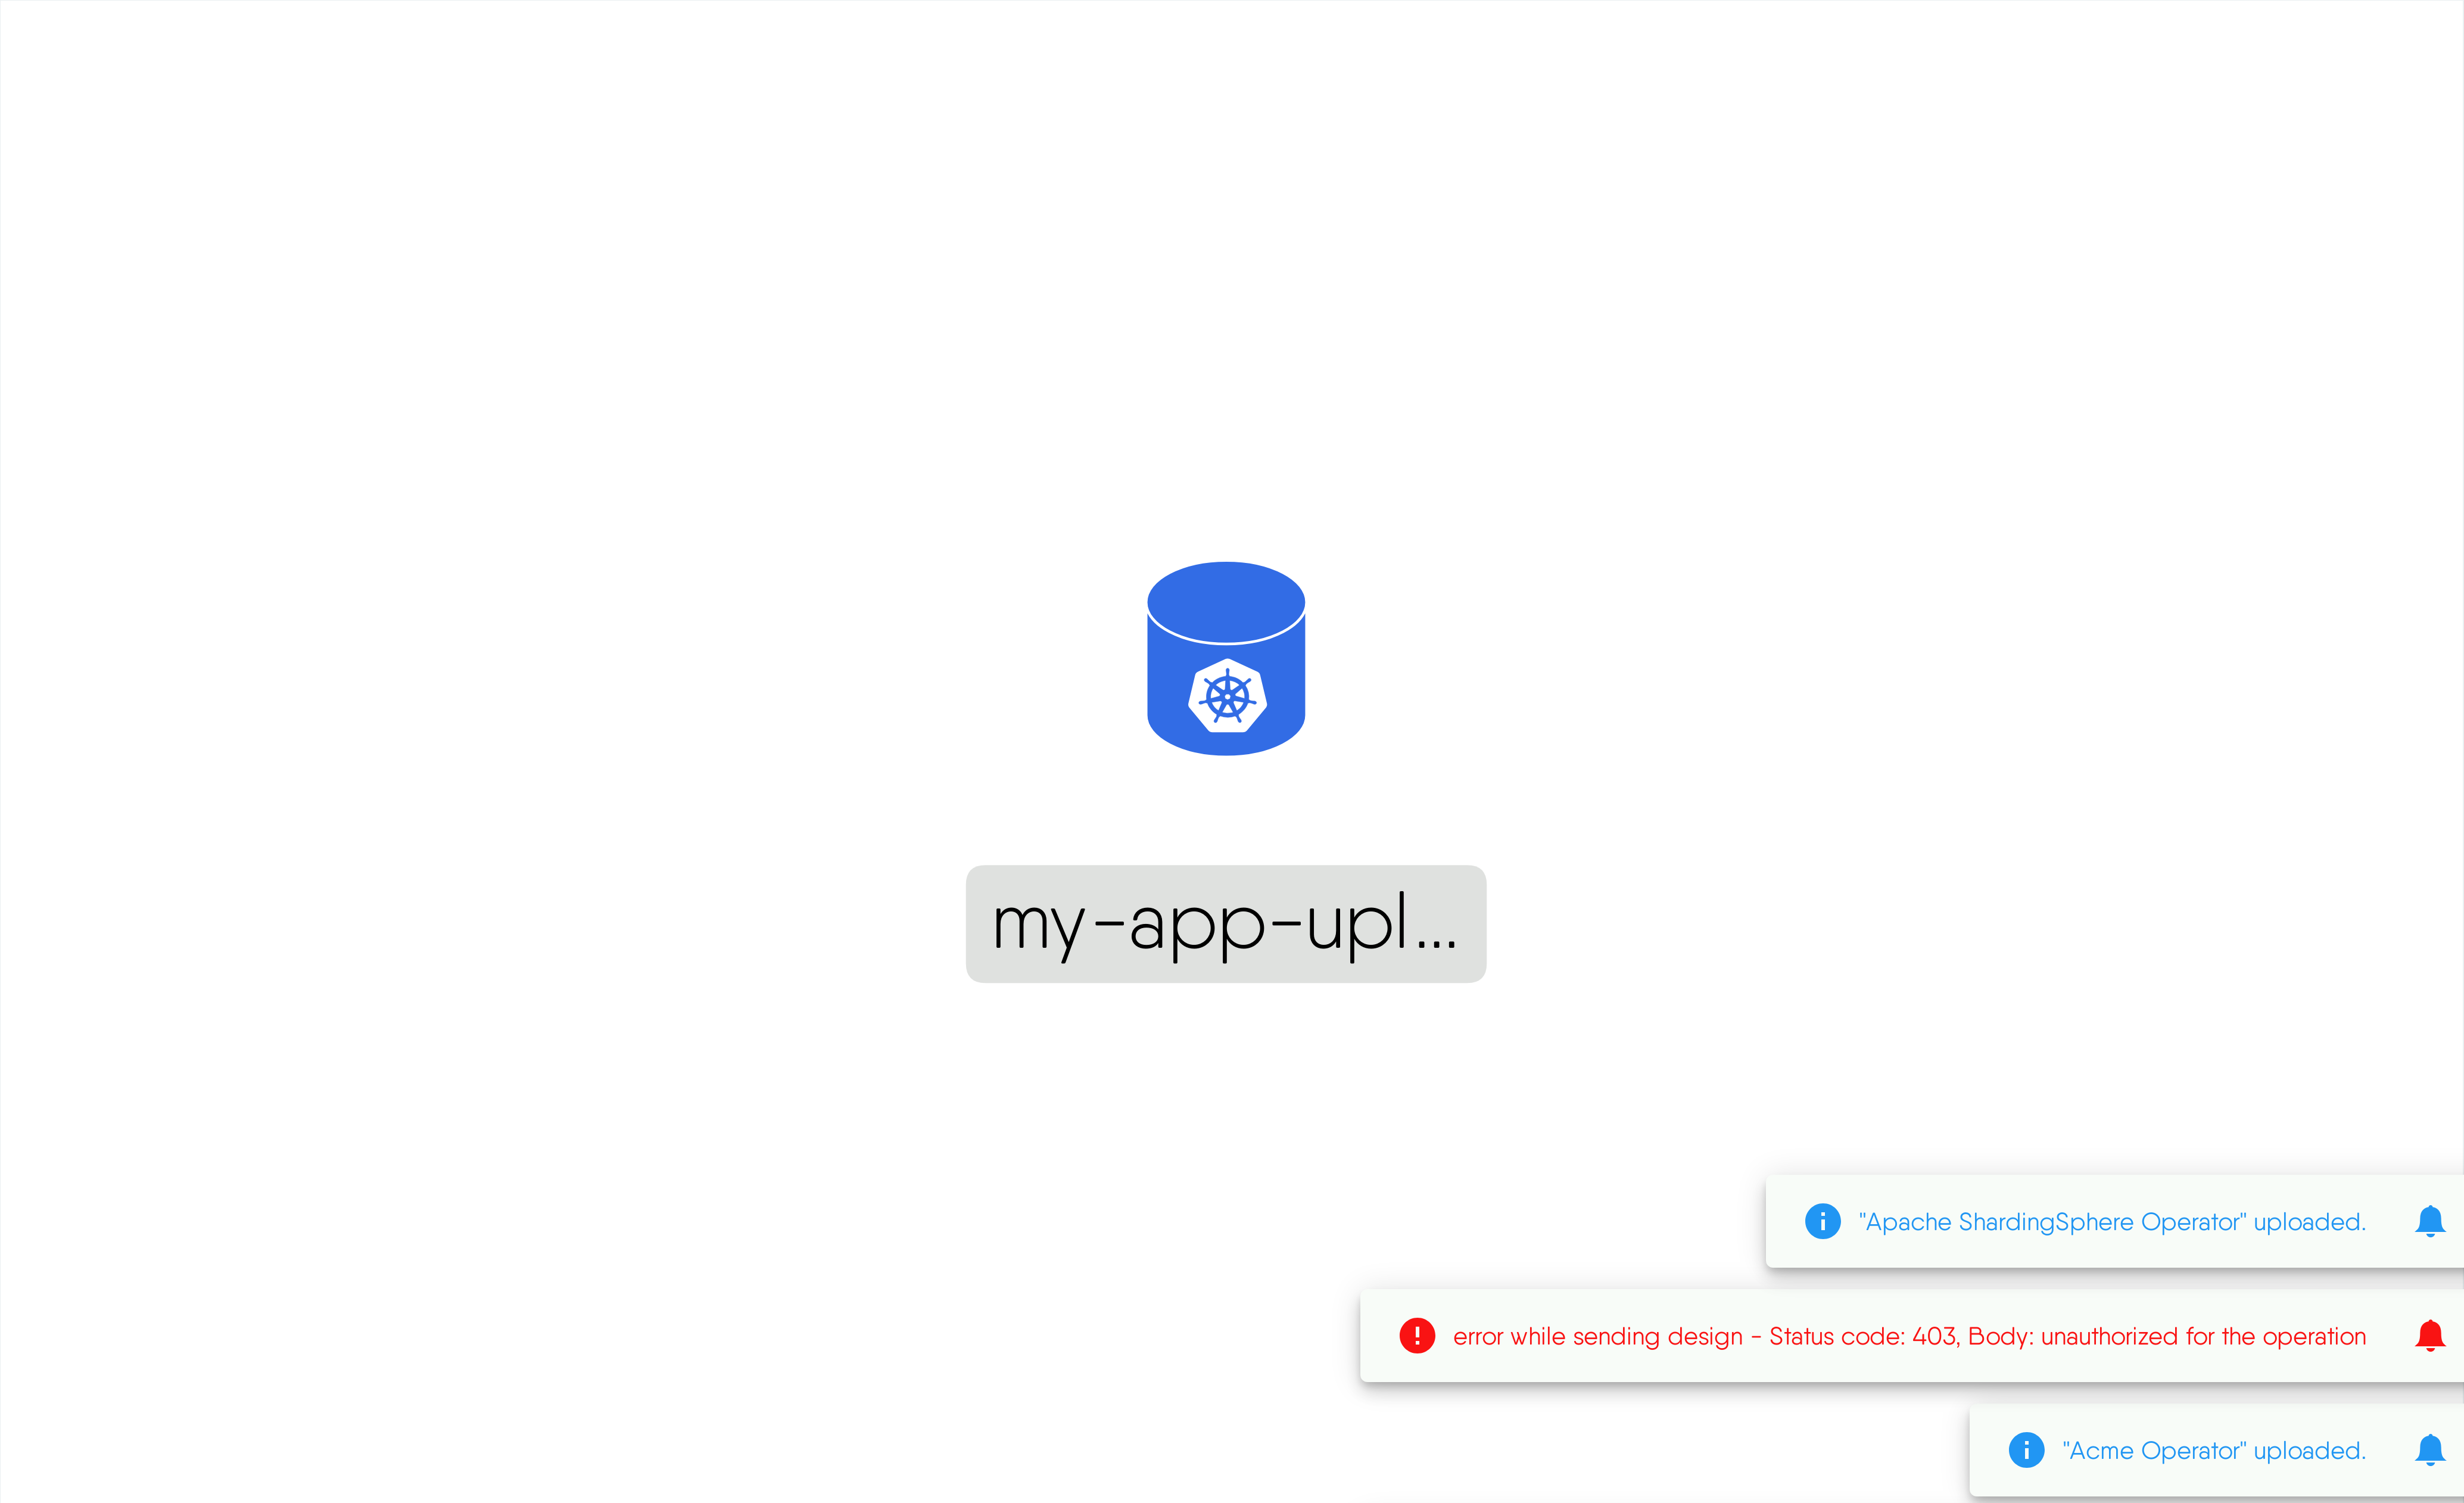 my-app-upl...
"Apache ShardingSphere Operator" uploaded.
error while sending design - Status code: 403, Body: unauthorized for the operation
"Acme Operator" uploaded.